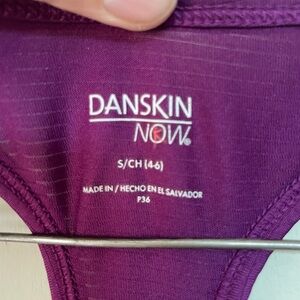 DANSKIN
NOW®
S/CH (4-6)
MADE IN / HECHO EN EL SALVADOR
P36